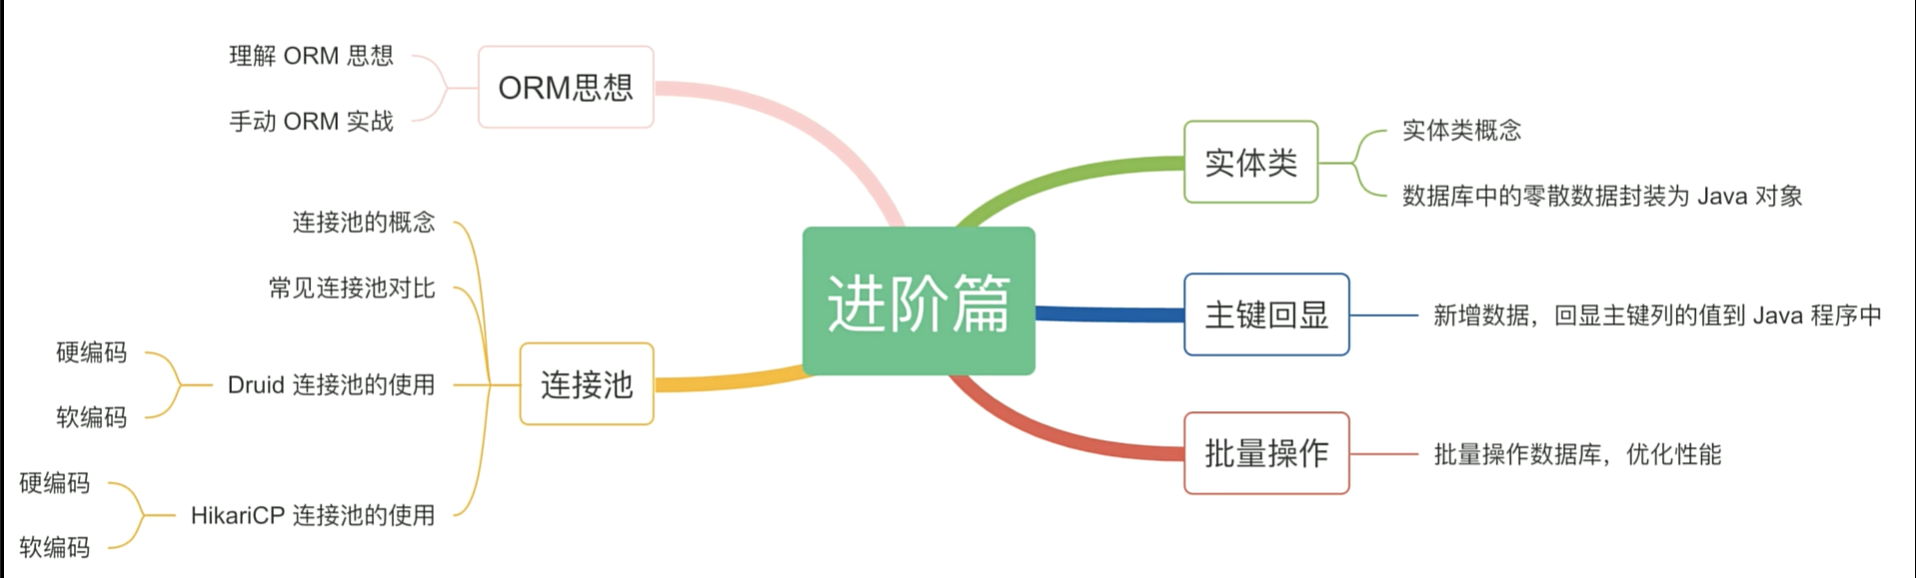 进阶篇
实体类
实体类概念
数据库中的零散数据封装为 Java 对象
主键回显
新增数据，回显主键列的值到 Java 程序中
批量操作
批量操作数据库，优化性能
ORM思想
理解 ORM 思想
手动 ORM 实战
连接池
连接池的概念
常见连接池对比
Druid 连接池的使用
硬编码
软编码
HikariCP 连接池的使用
硬编码
软编码